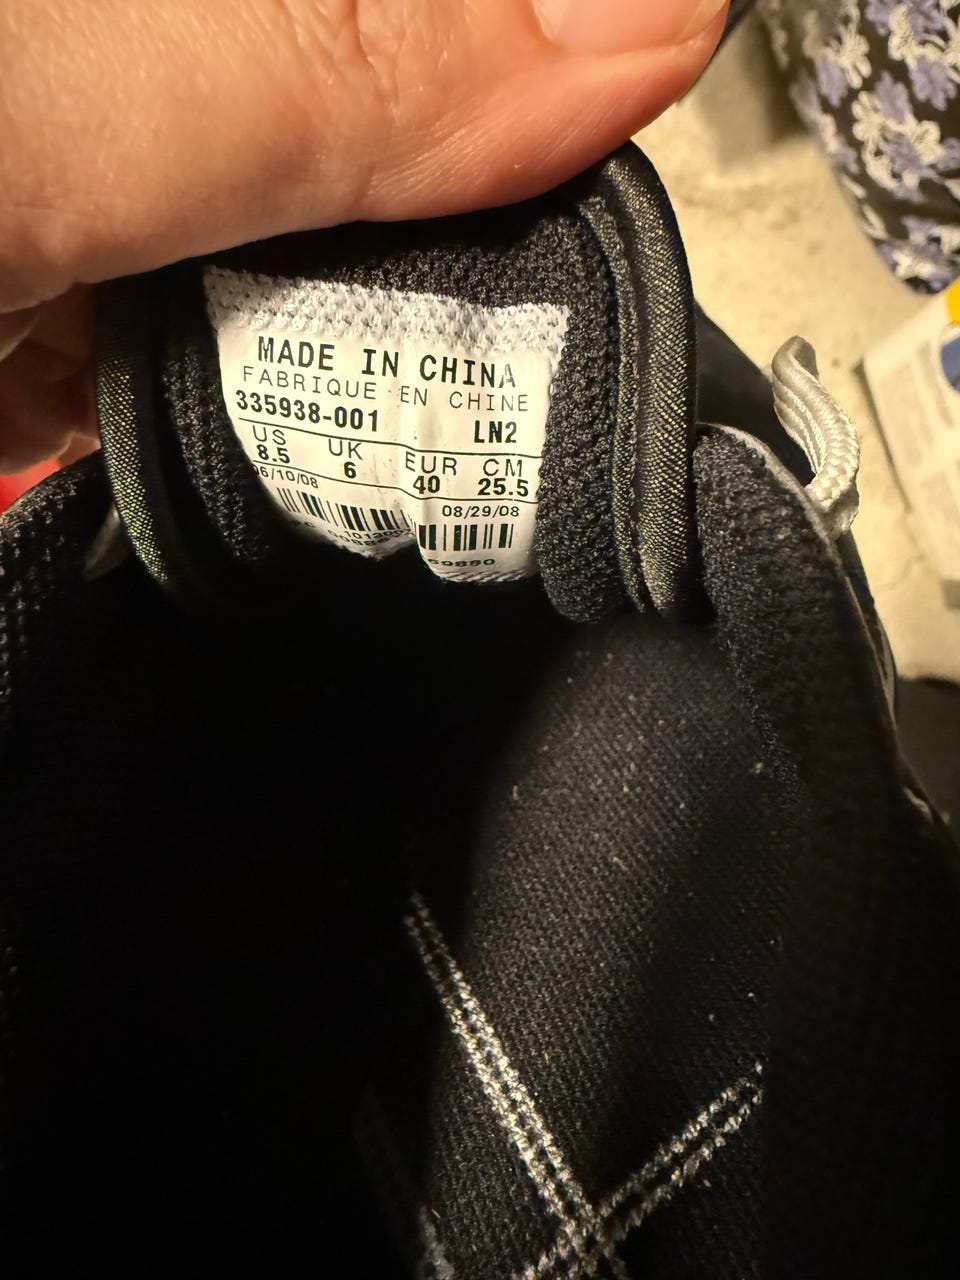 MADE IN CHINA
FABRIQUE EN CHINE
335938-001 LN2
US UK EUR CM
8.5 6 40 25.5
06/10/08 08/29/08